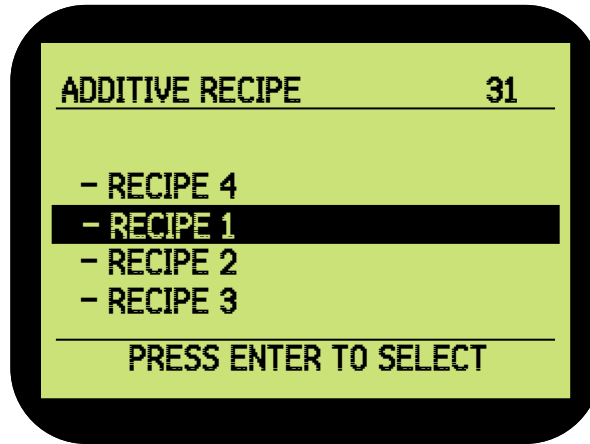 ADDITIVE RECIPE 31
- RECIPE 4
- RECIPE 1
- RECIPE 2
- RECIPE 3
PRESS ENTER TO SELECT